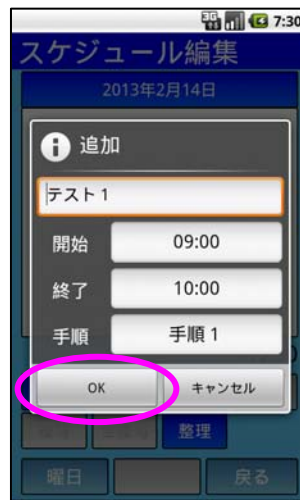 3G 7:30
スケジュール編集
2013年2月14日
追加
テスト1
開始 09:00
終了 10:00
手順 手順 1
OK キャンセル
整理
曜日 戻る